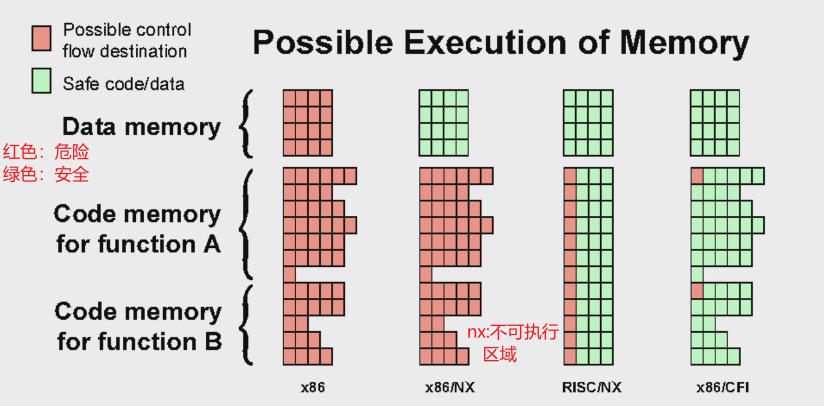 Possible Execution of Memory
Possible control
flow destination
Safe code/data
Data memory
红色：危险
绿色：安全
Code memory
for function A
Code memory
for function B
nx:不可执行
区域
x86
x86/NX
RISC/NX
x86/CFI